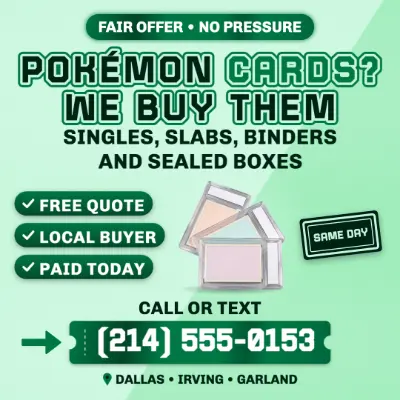 FAIR OFFER • NO PRESSURE
POKÉMON CARDS?
WE BUY THEM
SINGLES, SLABS, BINDERS
AND SEALED BOXES
FREE QUOTE
LOCAL BUYER
PAID TODAY
SAME DAY
CALL OR TEXT
(214) 555-0153
DALLAS • IRVING • GARLAND